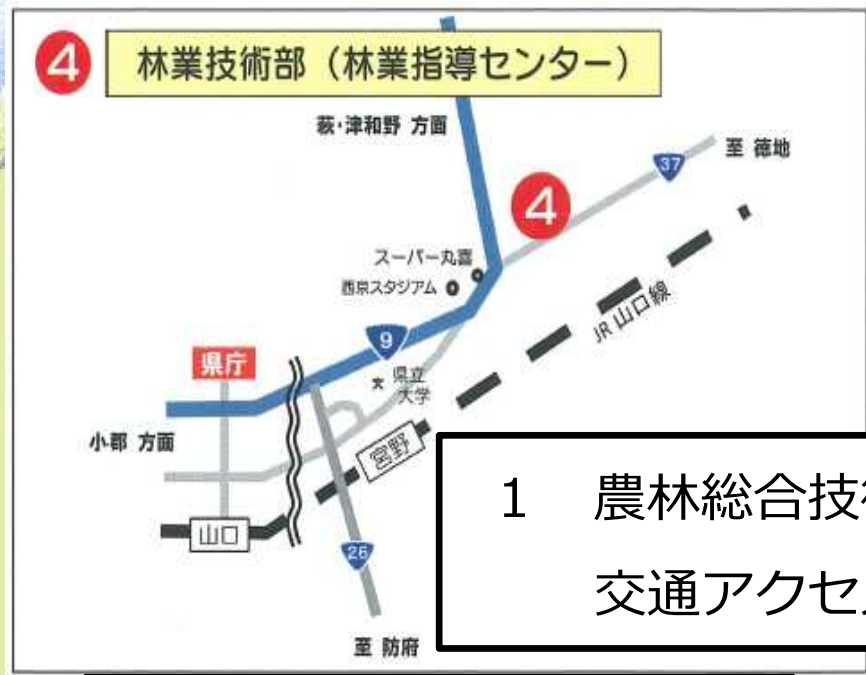 4 林業技術部（林業指導センター）
萩・津和野 方面
至 徳地
37
4
スーパー丸喜
西京スタジアム
JR 山口線
9
県庁
文 県立
大学
小郡 方面
宮野
山口
26
至 防府
1 農林総合技
交通アクセ